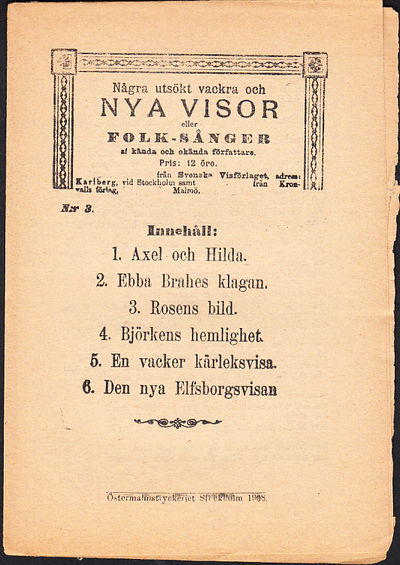 Några utsökt vackra och
NYA VISOR
eller
FOLK-SÅNGER
af kända och okända författare.
Pris: 12 öre.
från Svenska Visförlaget, adress:
Karlberg, vid Stockholm samt från Kron-
valls förlag, Malmö.
N:r 3.
Innehåll:
1. Axel och Hilda.
2. Ebba Brahes klagan.
3. Rosens bild.
4. Björkens hemlighet.
5. En vacker kärleksvisa.
6. Den nya Elfsborgsvisan
Östermalmstryckeriet Stockholm